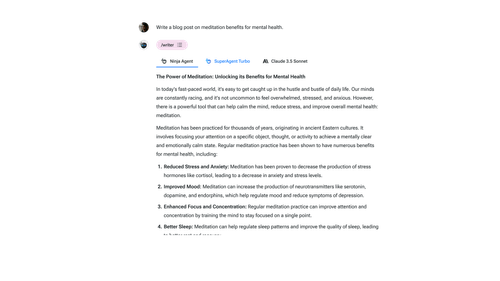 Write a blog post on meditation benefits for mental health.
/writer
Ninja Agent
SuperAgent Turbo
Claude 3.5 Sonnet
The Power of Meditation: Unlocking its Benefits for Mental Health
In today's fast-paced world, it's easy to get caught up in the hustle and bustle of daily life. Our minds
are constantly racing, and it's not uncommon to feel overwhelmed, stressed, and anxious. However,
there is a powerful tool that can help calm the mind, reduce stress, and improve overall mental health:
meditation.
Meditation has been practiced for thousands of years, originating in ancient Eastern cultures. It
involves focusing your attention on a specific object, thought, or activity to achieve a mentally clear
and emotionally calm state. Regular meditation practice has been shown to have numerous benefits
for mental health, including:
1. Reduced Stress and Anxiety: Meditation has been proven to decrease the production of stress
hormones like cortisol, leading to a decrease in anxiety and stress levels.
2. Improved Mood: Meditation can increase the production of neurotransmitters like serotonin,
dopamine, and endorphins, which help regulate mood and reduce symptoms of depression.
3. Enhanced Focus and Concentration: Regular meditation practice can improve attention and
concentration by training the mind to stay focused on a single point.
4. Better Sleep: Meditation can help regulate sleep patterns and improve the quality of sleep, leading